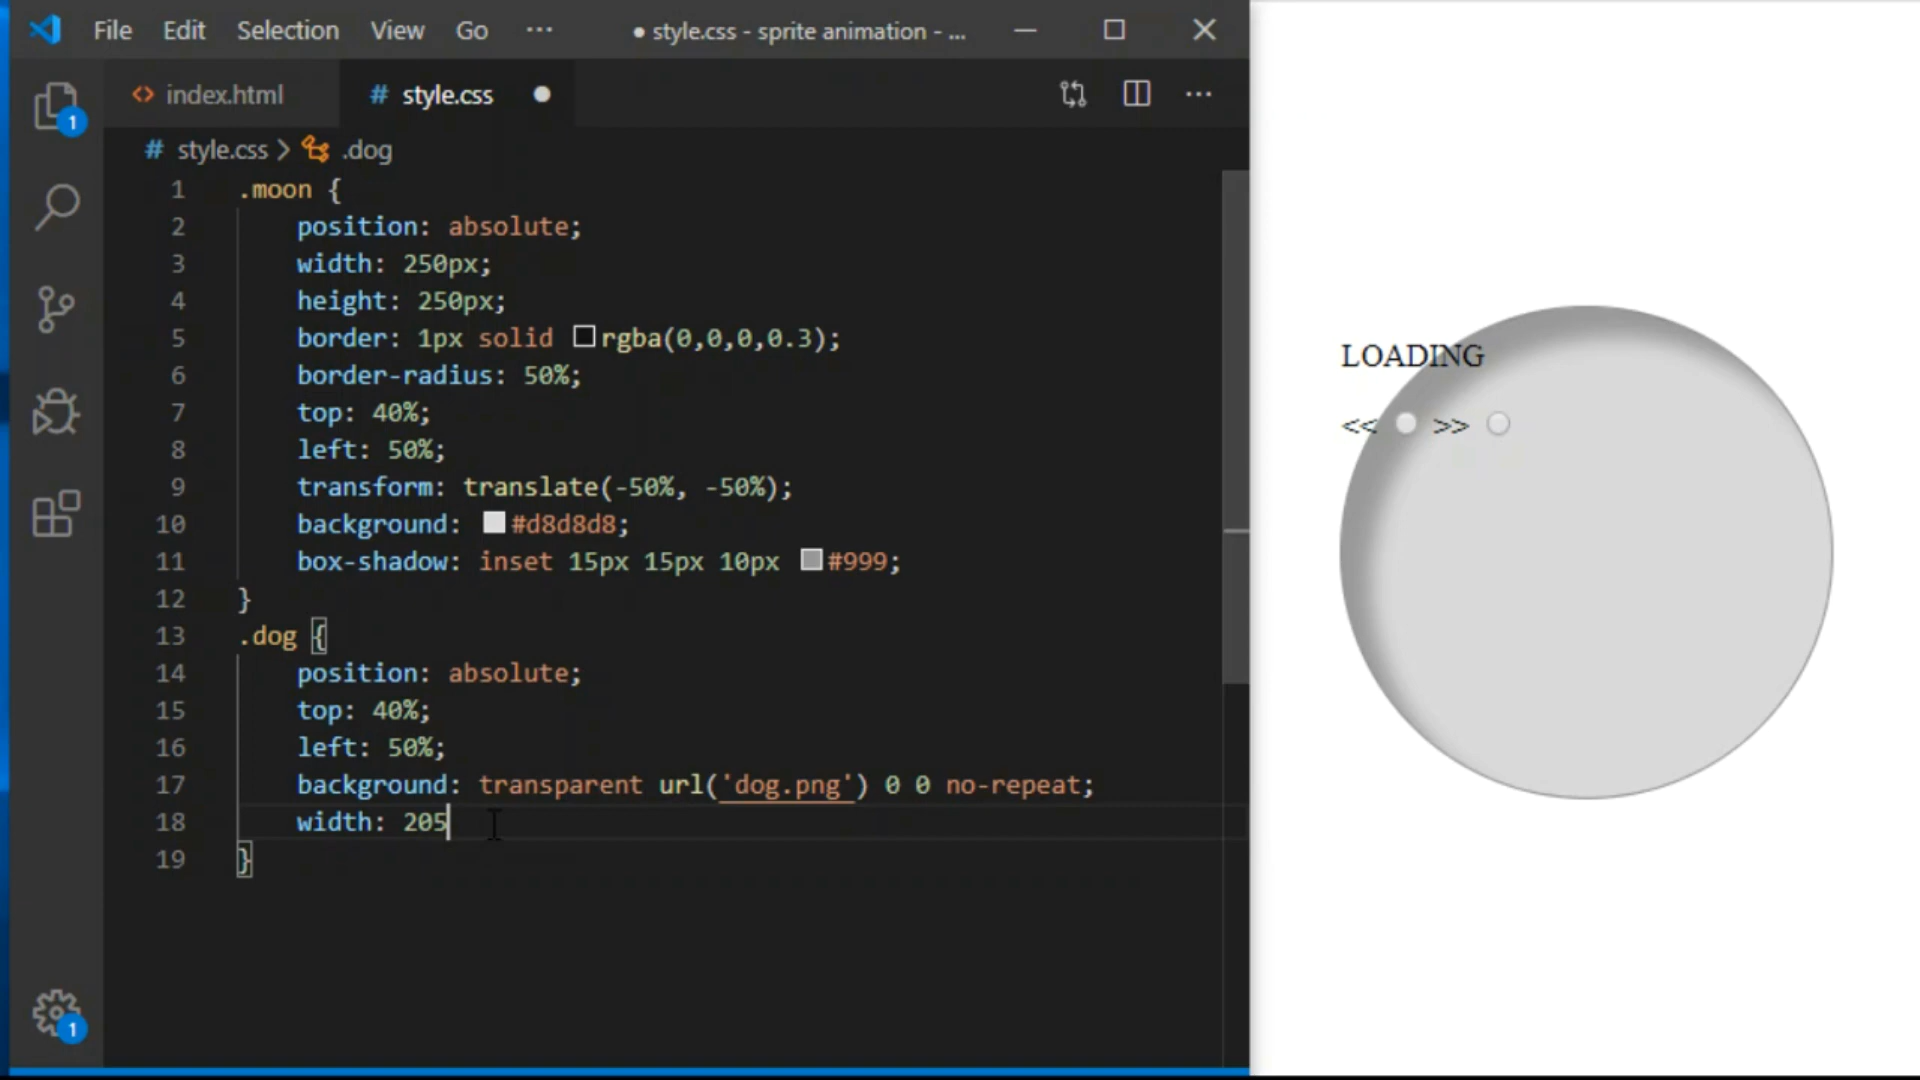 File Edit Selection View Go ··· ● style.css - sprite animation - ...
<> index.html # style.css ●
# style.css > .dog
1 .moon {
2 position: absolute;
3 width: 250px;
4 height: 250px;
5 border: 1px solid rgba(0,0,0,0.3);
6 border-radius: 50%;
7 top: 40%;
8 left: 50%;
9 transform: translate(-50%, -50%);
10 background: #d8d8d8;
11 box-shadow: inset 15px 15px 10px #999;
12 }
13 .dog {
14 position: absolute;
15 top: 40%;
16 left: 50%;
17 background: transparent url('dog.png') 0 0 no-repeat;
18 width: 205
19 }
1
1
LOADING
<< >>